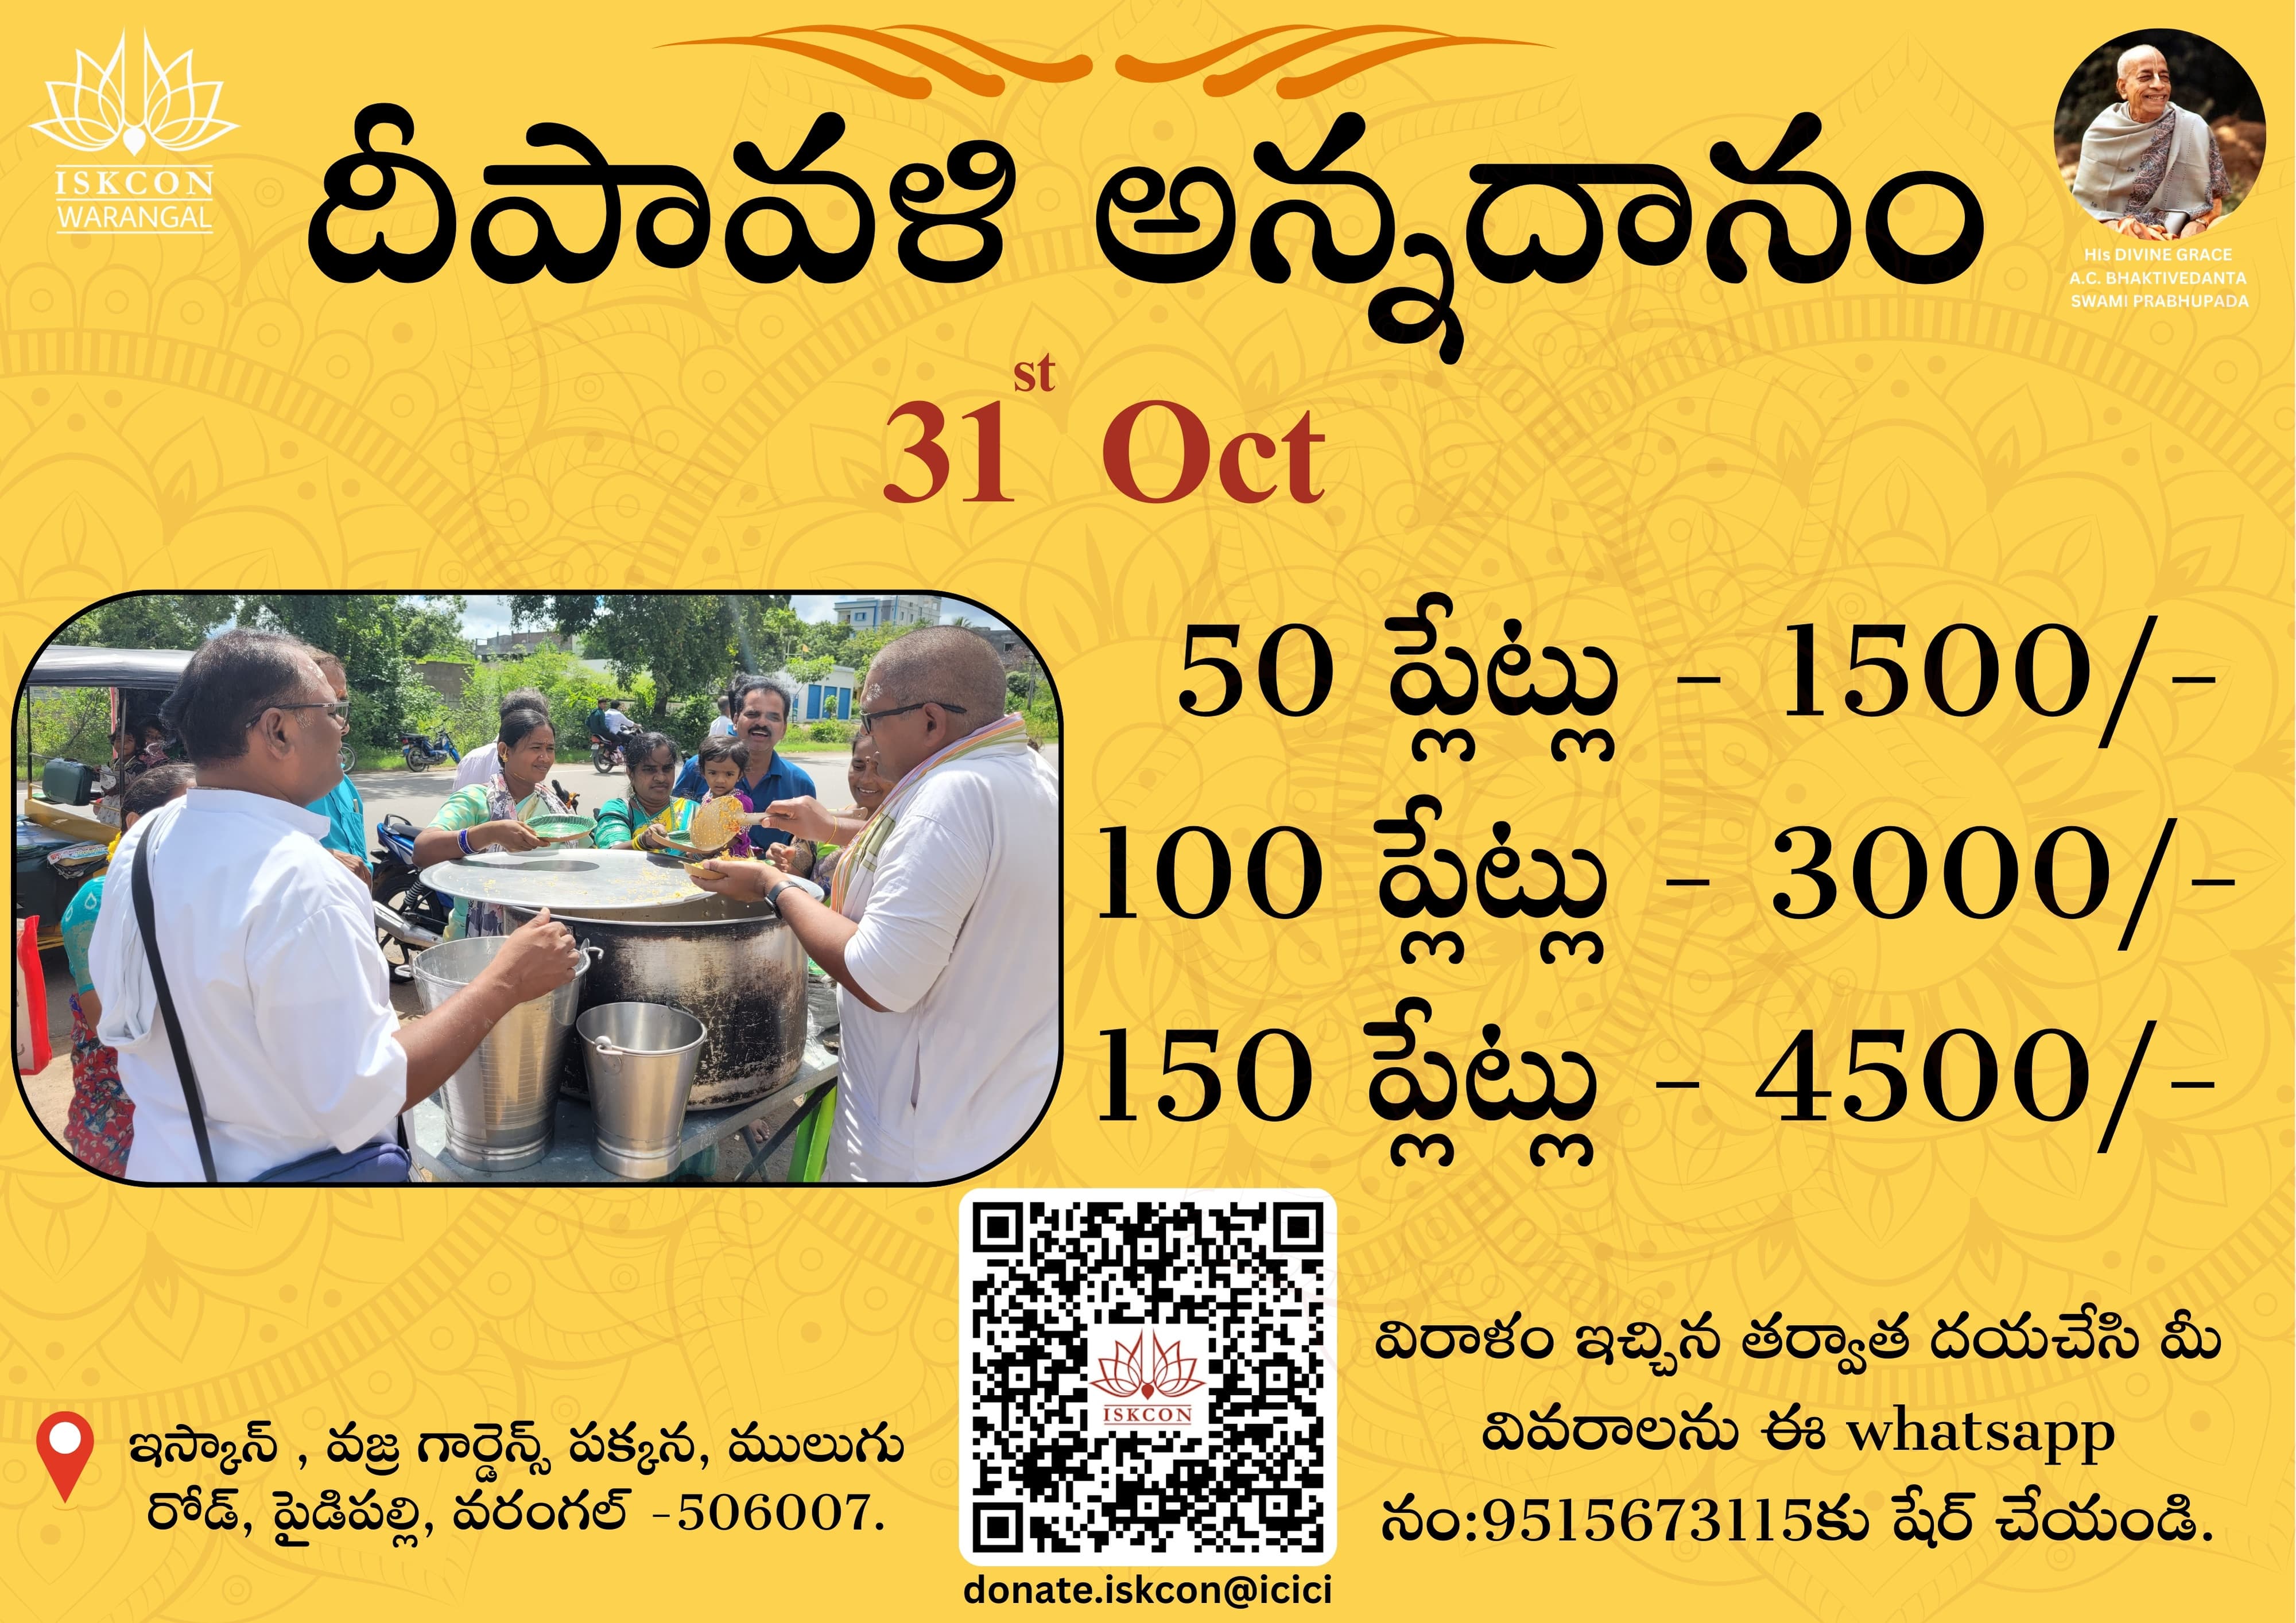 ISKCON
WARANGAL
దీపావళి అన్నదానం
HIs DIVINE GRACE
A.C. BHAKTIVEDANTA
SWAMI PRABHUPADA
31st Oct
50 ప్లేట్లు - 1500/-
100 ప్లేట్లు - 3000/-
150 ప్లేట్లు - 4500/-
ఇస్కాన్ , వజ్ర గార్డెన్స్ పక్కన, ములుగు
రోడ్, పైడిపల్లి, వరంగల్ -506007.
ISKCON
donate.iskcon@icici
విరాళం ఇచ్చిన తర్వాత దయచేసి మీ
వివరాలను ఈ whatsapp
నం:9515673115కు షేర్ చేయండి.